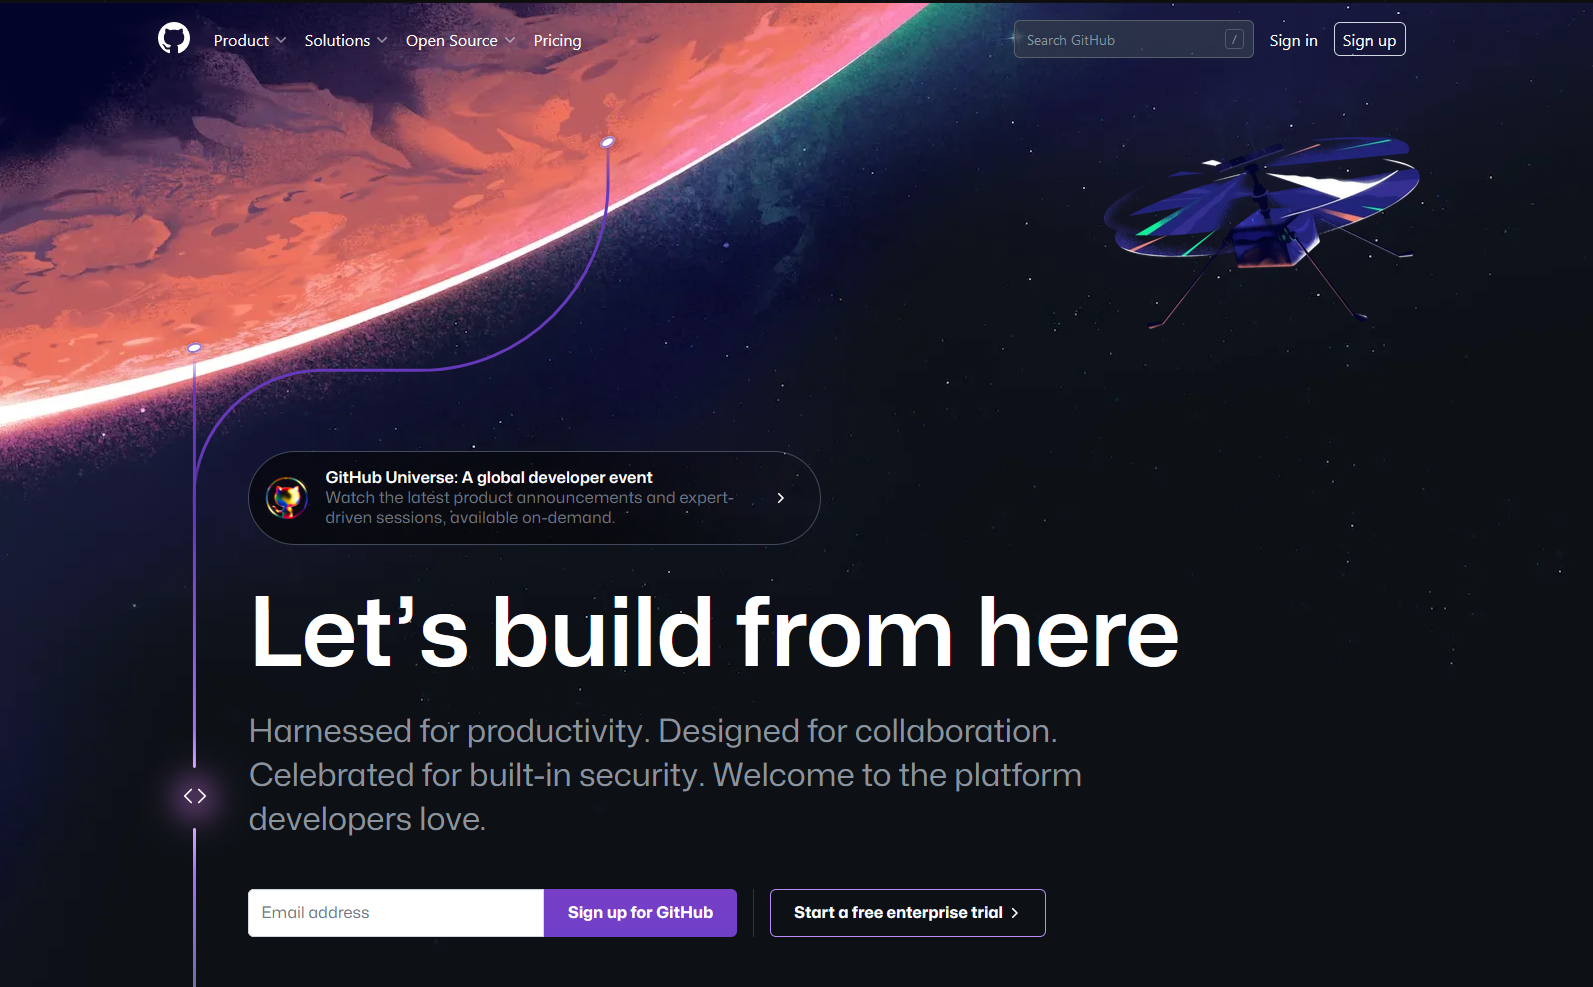 Product
Solutions
Open Source
Pricing
Search GitHub
/
Sign in
Sign up
GitHub Universe: A global developer event
Watch the latest product announcements and expert-
driven sessions, available on-demand.
Let’s build from here
Harnessed for productivity. Designed for collaboration.
Celebrated for built-in security. Welcome to the platform
developers love.
Email address
Sign up for GitHub
Start a free enterprise trial